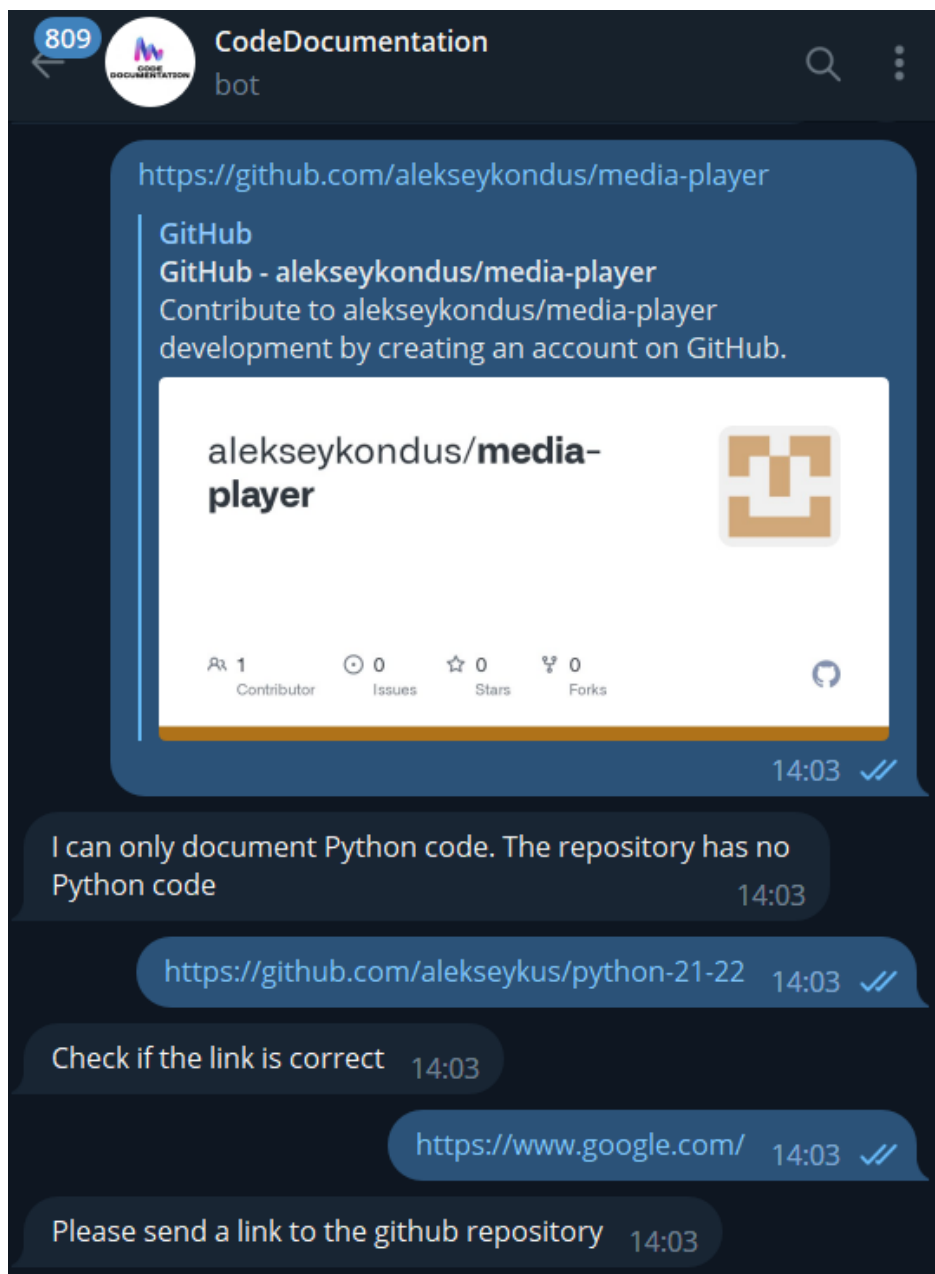 809
CODE
DOCUMENTATION
CodeDocumentation
bot
https://github.com/alekseykondus/media-player
GitHub
GitHub - alekseykondus/media-player
Contribute to alekseykondus/media-player
development by creating an account on GitHub.
alekseykondus/media-
player
1
Contributor
0
Issues
0
Stars
0
Forks
14:03
I can only document Python code. The repository has no
Python code
14:03
https://github.com/alekseykus/python-21-22 14:03
Check if the link is correct 14:03
https://www.google.com/ 14:03
Please send a link to the github repository 14:03